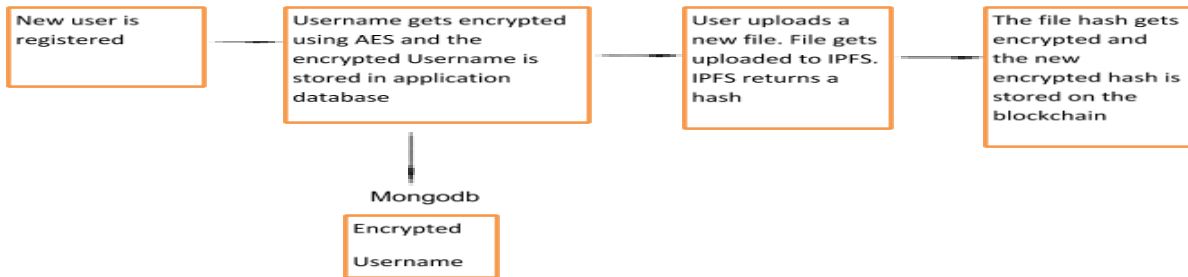 New user is
registered
Username gets encrypted
using AES and the
encrypted Username is
stored in application
database
User uploads a
new file. File gets
uploaded to IPFS.
IPFS returns a
hash
The file hash gets
encrypted and
the new
encrypted hash is
stored on the
blockchain
Mongodb
Encrypted
Username